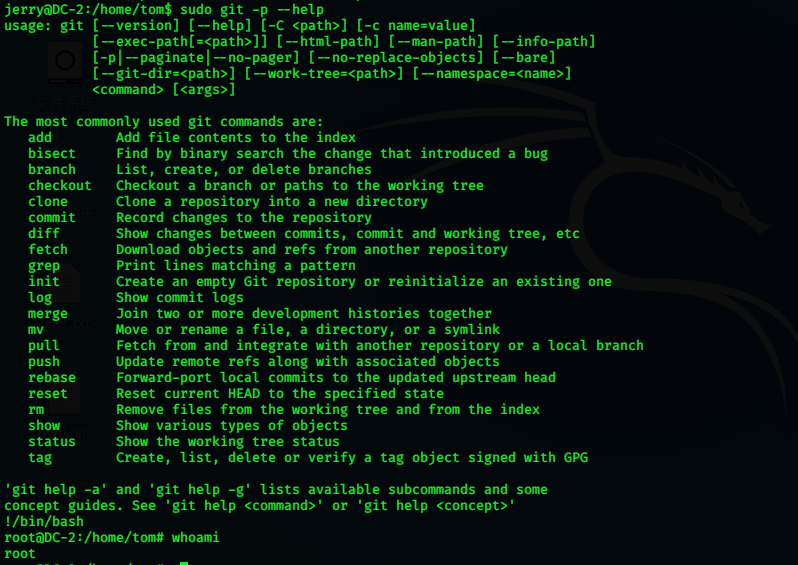 jerry@DC-2:/home/tom$ sudo git -p --help
usage: git [--version] [--help] [-C <path>] [-c name=value]
           [--exec-path[=<path>]] [--html-path] [--man-path] [--info-path]
           [-p|--paginate|--no-pager] [--no-replace-objects] [--bare]
           [--git-dir=<path>] [--work-tree=<path>] [--namespace=<name>]
           <command> [<args>]
The most commonly used git commands are:
   add        Add file contents to the index
   bisect     Find by binary search the change that introduced a bug
   branch     List, create, or delete branches
   checkout   Checkout a branch or paths to the working tree
   clone      Clone a repository into a new directory
   commit     Record changes to the repository
   diff       Show changes between commits, commit and working tree, etc
   fetch      Download objects and refs from another repository
   grep       Print lines matching a pattern
   init       Create an empty Git repository or reinitialize an existing one
   log        Show commit logs
   merge      Join two or more development histories together
   mv         Move or rename a file, a directory, or a symlink
   pull       Fetch from and integrate with another repository or a local branch
   push       Update remote refs along with associated objects
   rebase     Forward-port local commits to the updated upstream head
   reset      Reset current HEAD to the specified state
   rm         Remove files from the working tree and from the index
   show       Show various types of objects
   status     Show the working tree status
   tag        Create, list, delete or verify a tag object signed with GPG
'git help -a' and 'git help -g' lists available subcommands and some
concept guides. See 'git help <command>' or 'git help <concept>'
!/bin/bash
root@DC-2:/home/tom# whoami
root